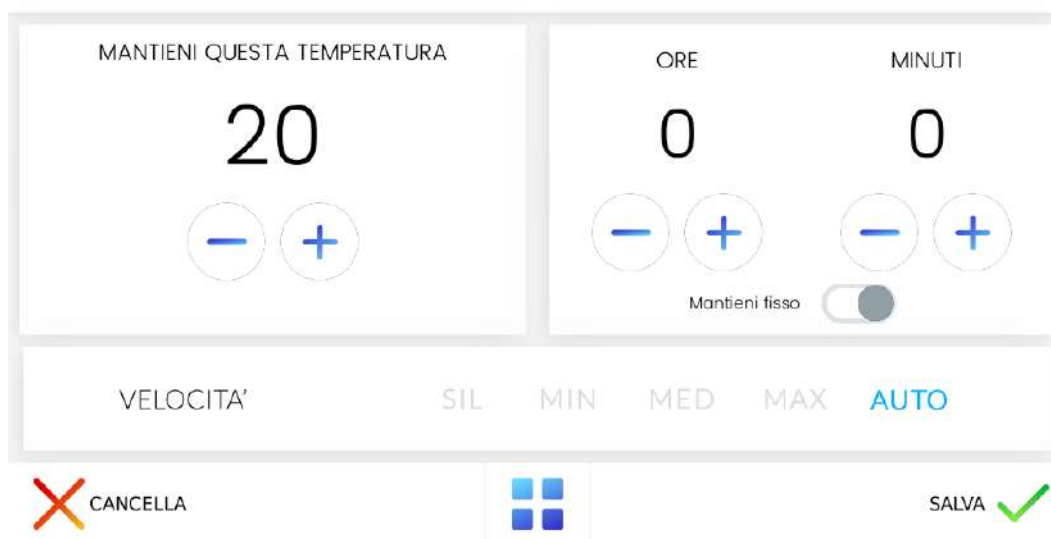 MANTIENI QUESTA TEMPERATURA
20
ORE MINUTI
0 0
Mantieni fisso
VELOCITA' SIL MIN MED MAX AUTO
CANCELLA SALVA